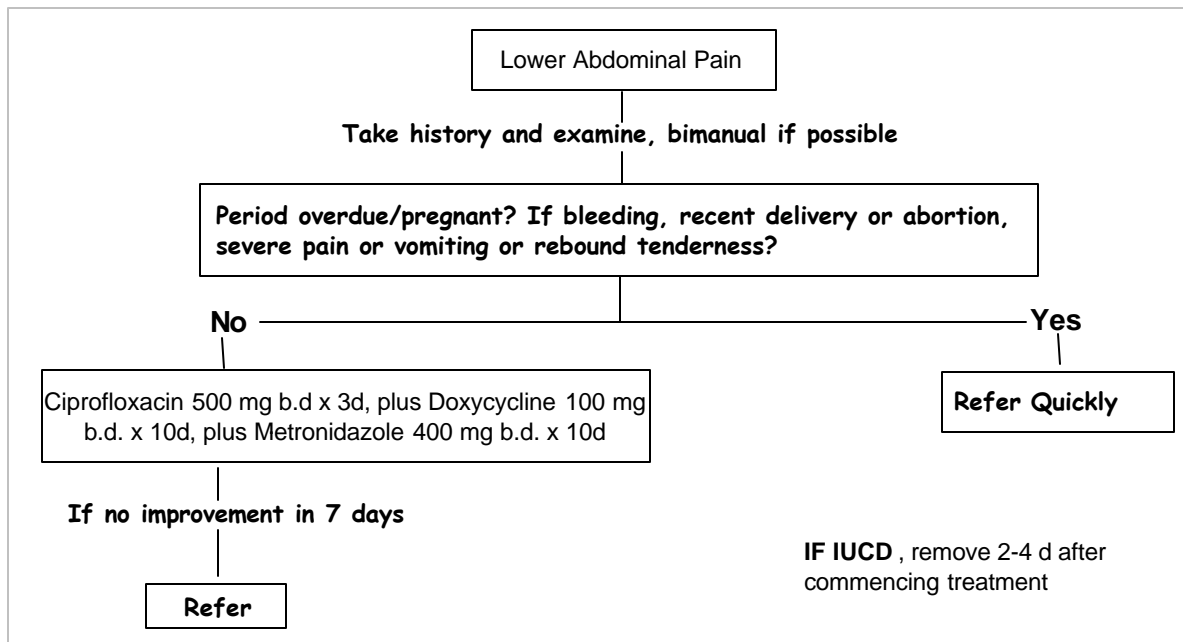 Lower Abdominal Pain
Take history and examine, bimanual if possible
Period overdue/pregnant? If bleeding, recent delivery or abortion,
severe pain or vomiting or rebound tenderness?
No
Yes
Ciprofloxacin 500 mg b.d x 3d, plus Doxycycline 100 mg
b.d. x 10d, plus Metronidazole 400 mg b.d. x 10d
Refer Quickly
If no improvement in 7 days
IF IUCD , remove 2-4 d after
commencing treatment
Refer